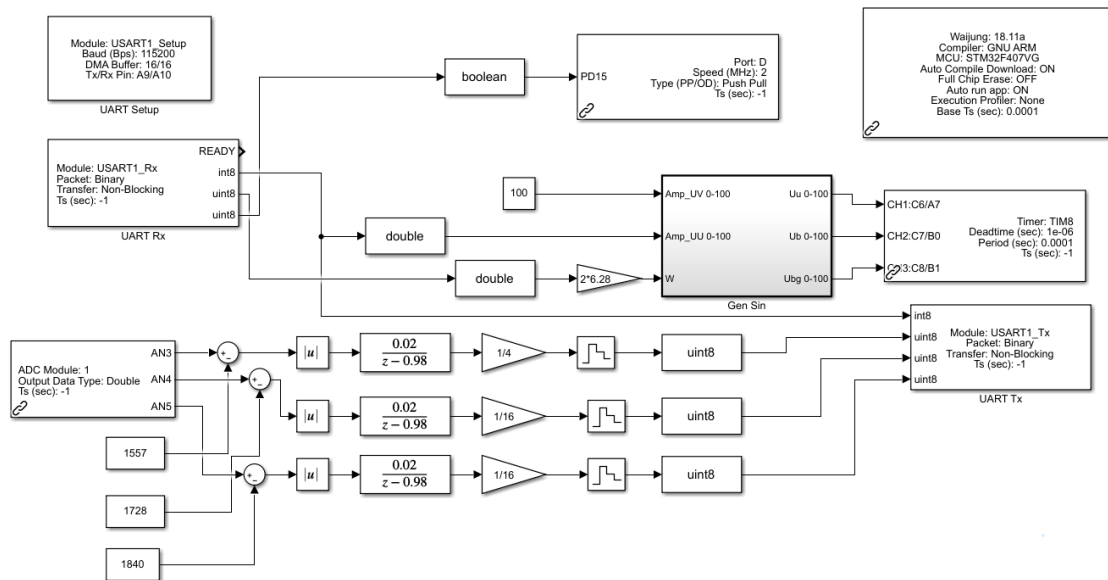 Module: USART1_Setup
Baud (Bps): 115200
DMA Buffer: 16/16
Tx/Rx Pin: A9/A10
UART Setup
boolean
PD15
Port: D
Speed (MHz): 2
Type (PP/OD): Push Pull
Ts (sec): -1
Waijung: 18.11a
Compiler: GNU ARM
MCU: STM32F407VG
Auto Compile Download: ON
Full Chip Erase: OFF
Auto run app: ON
Execution Profiler: None
Base Ts (sec): 0.0001
READY
Module: USART1_Rx
Packet: Binary
Transfer: Non-Blocking
Ts (sec): -1
int8
uint8
uint8
UART Rx
100
double
double
2*6.28
Amp_UV 0-100
Amp_UU 0-100
W
Uu 0-100
Ub 0-100
Ubg 0-100
Gen Sin
CH1:C6/A7
CH2:C7/B0
C 3:C8/B1
Timer: TIM8
Deadtime (sec): 1e-06
Period (sec): 0.0001
Ts (sec): -1
int8
uint8
uint8
uint8
Module: USART1_Tx
Packet: Binary
Transfer: Non-Blocking
Ts (sec): -1
UART Tx
ADC Module: 1
Output Data Type: Double
Ts (sec): -1
AN3
AN4
AN5
+
-
|u|
0.02
z − 0.98
1/4
uint8
+
-
|u|
0.02
z − 0.98
1/16
uint8
+
-
|u|
0.02
z − 0.98
1/16
uint8
1557
1728
1840